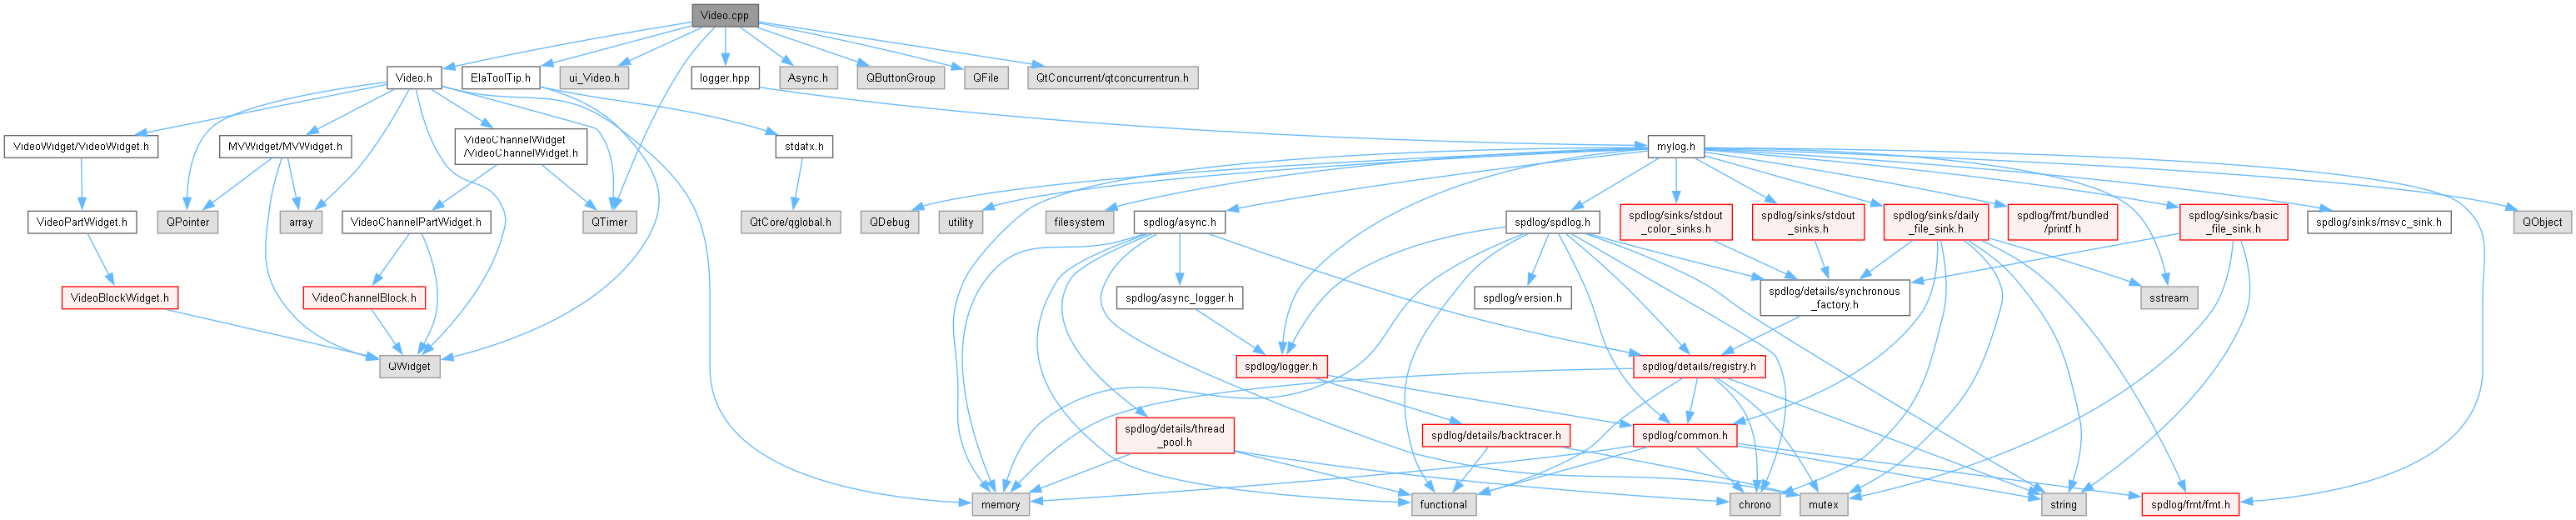 Video.cpp
Video.h
ElaToolTip.h
ui_Video.h
logger.hpp
Async.h
QButtonGroup
QFile
QtConcurrent/qtconcurrentrun.h
VideoWidget/VideoWidget.h
MVWidget/MVWidget.h
VideoChannelWidget
/VideoChannelWidget.h
stdafx.h
mylog.h
VideoPartWidget.h
QPointer
array
VideoChannelPartWidget.h
QTimer
QtCore/qglobal.h
QDebug
utility
filesystem
spdlog/async.h
spdlog/spdlog.h
spdlog/sinks/stdout
_color_sinks.h
spdlog/sinks/stdout
_sinks.h
spdlog/sinks/daily
_file_sink.h
spdlog/fmt/bundled
/printf.h
spdlog/sinks/basic
_file_sink.h
spdlog/sinks/msvc_sink.h
QObject
VideoBlockWidget.h
VideoChannelBlock.h
spdlog/async_logger.h
spdlog/version.h
spdlog/details/synchronous
_factory.h
sstream
QWidget
spdlog/logger.h
spdlog/details/registry.h
spdlog/details/thread
_pool.h
spdlog/details/backtracer.h
spdlog/common.h
memory
functional
chrono
mutex
string
spdlog/fmt/fmt.h